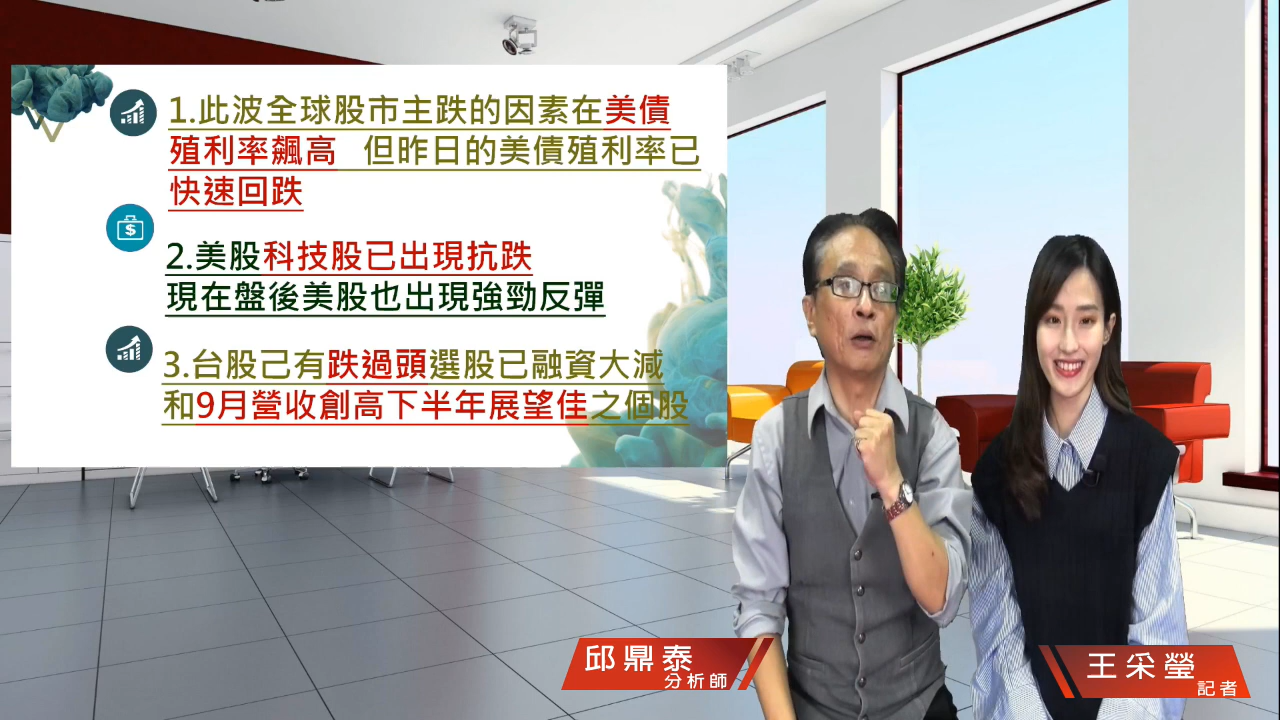 1.此波全球股市主跌的因素在美債
殖利率飆高 但昨日的美債殖利率已
快速回跌
$
2.美股科技股已出現抗跌
現在盤後美股也出現強勁反彈
3.台股己有跌過頭選股已融資大減
和9月營收創高下半年展望佳之個股
邱鼎泰
分析師
王采瑩
記者